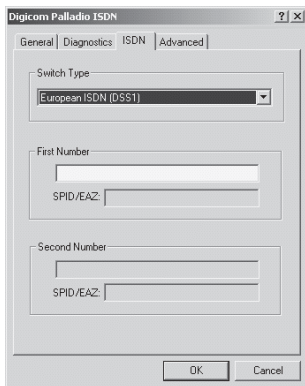 Digicom Palladio ISDN
General Diagnostics ISDN Advanced
Switch Type
European ISDN (DSS1)
First Number
SPID/EAZ:
Second Number
SPID/EAZ:
OK Cancel